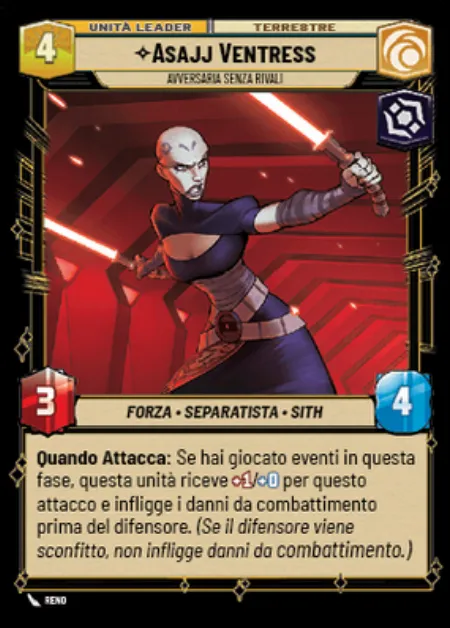 UNITÀ LEADER
TERRESTRE
4
Asajj Ventress
AVVERSARIA SENZA RIVALI
3
FORZA • SEPARATISTA • SITH
4
Quando Attacca: Se hai giocato eventi in questa
fase, questa unità riceve +1/+0 per questo
attacco e infligge i danni da combattimento
prima del difensore. (Se il difensore viene
sconfitto, non infligge danni da combattimento.)
RENO